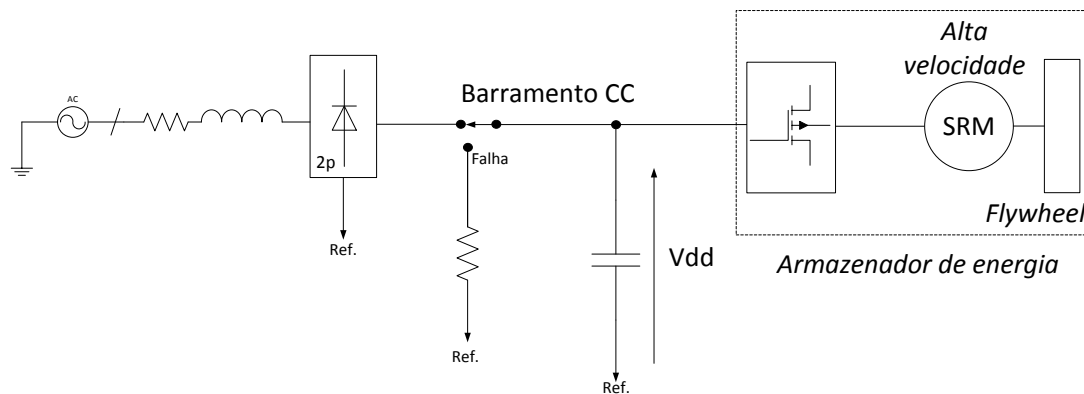 AC
2p
Ref.
Barramento CC
Falha
Ref.
Vdd
Ref.
Alta
velocidade
SRM
Flywheel
Armazenador de energia